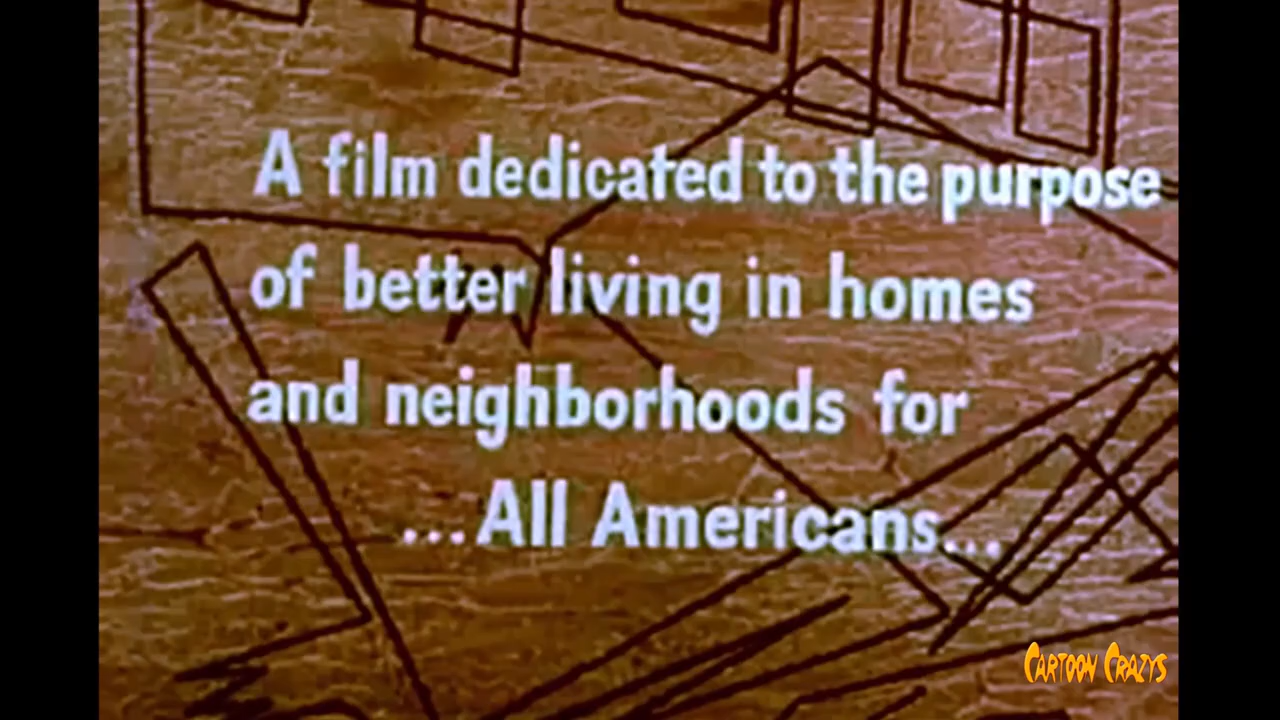 A film dedicated to the purpose
of better living in homes
and neighborhoods for
...All Americans...
CARTOON CRAZYS